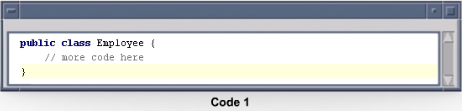 public class Employee {
// more code here
}
Code 1